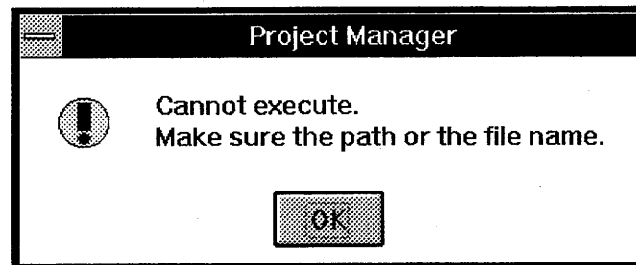 Project Manager
Cannot execute.
Make sure the path or the file name.
OK